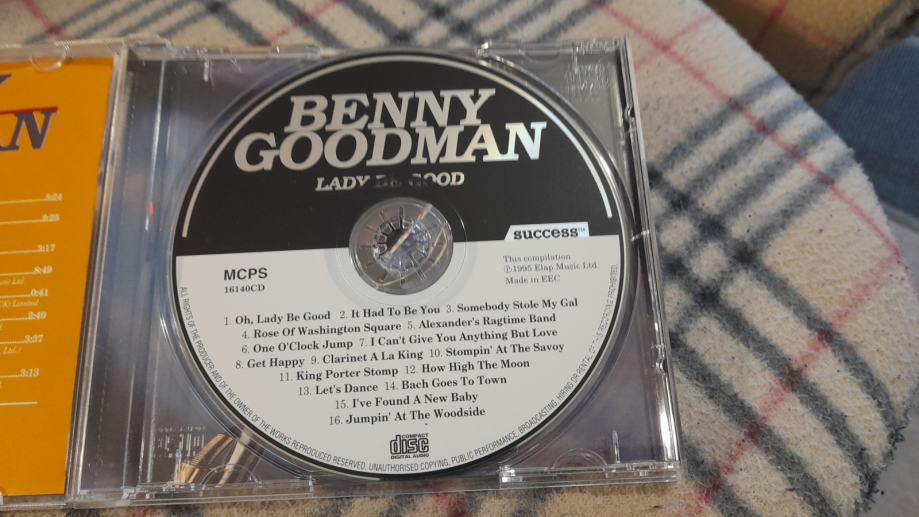 AN
3:24
2:25
3:17
8:49
0:41
2:40
3:37
Ltd.
3:13
BENNY
GOODMAN
LADY BE GOOD
success™
MCPS
16140CD
This compilation
℗1995 Elap Music Ltd.
Made in EEC
1. Oh, Lady Be Good 2. It Had To Be You 3. Somebody Stole My Gal
4. Rose Of Washington Square 5. Alexander's Ragtime Band
6. One O'Clock Jump 7. I Can't Give You Anything But Love
8. Get Happy 9. Clarinet A La King 10. Stompin' At The Savoy
11. King Porter Stomp 12. How High The Moon
13. Let's Dance 14. Bach Goes To Town
15. I've Found A New Baby
16. Jumpin' At The Woodside
COMPACT
disc
DIGITAL AUDIO
ALL RIGHTS OF THE PRODUCER AND OF THE OWNER OF THE WORKS REPRODUCED RESERVED. UNAUTHORISED COPYING, PUBLIC PERFORMANCE, BROADCASTING, HIRING OR RENTAL OF THIS RECORDING PROHIBITED